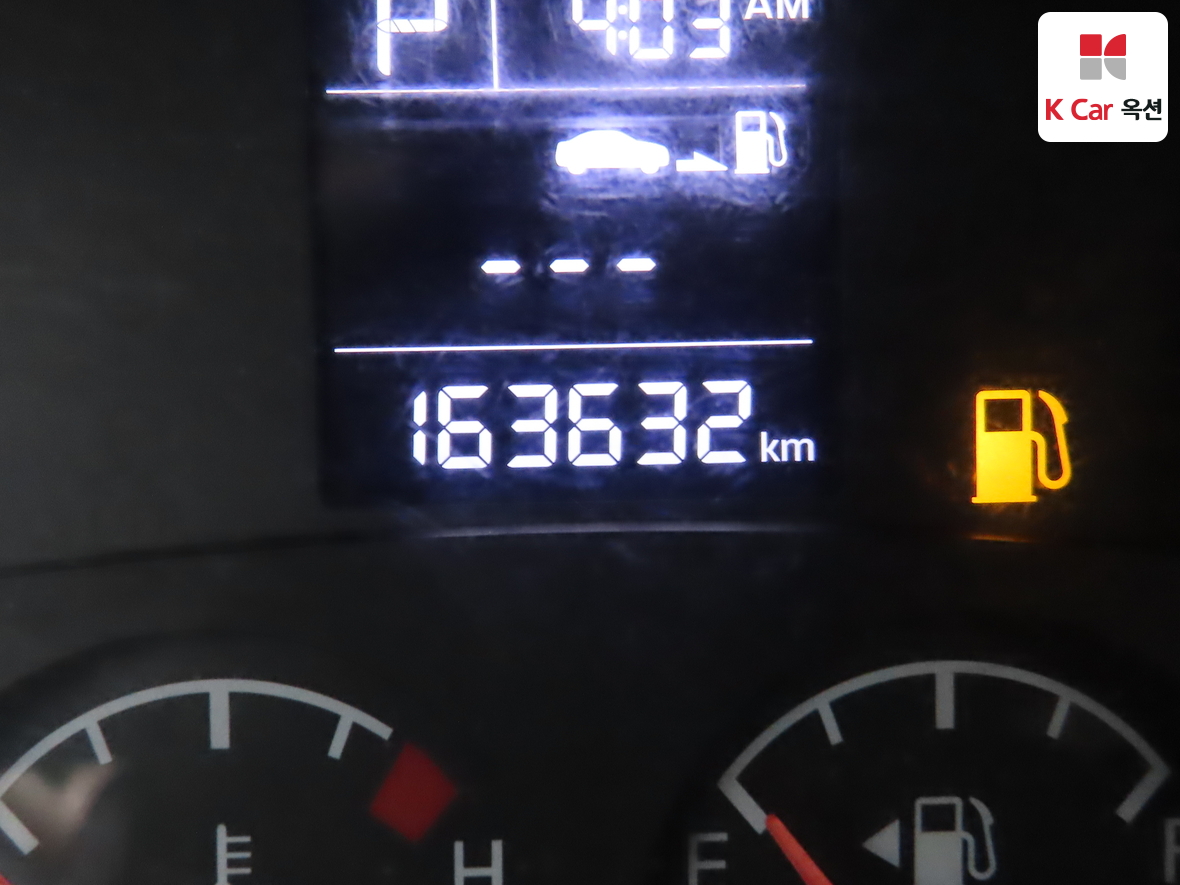 P 4:03 AM
K Car 옥션
---
163632 km
H
E
F